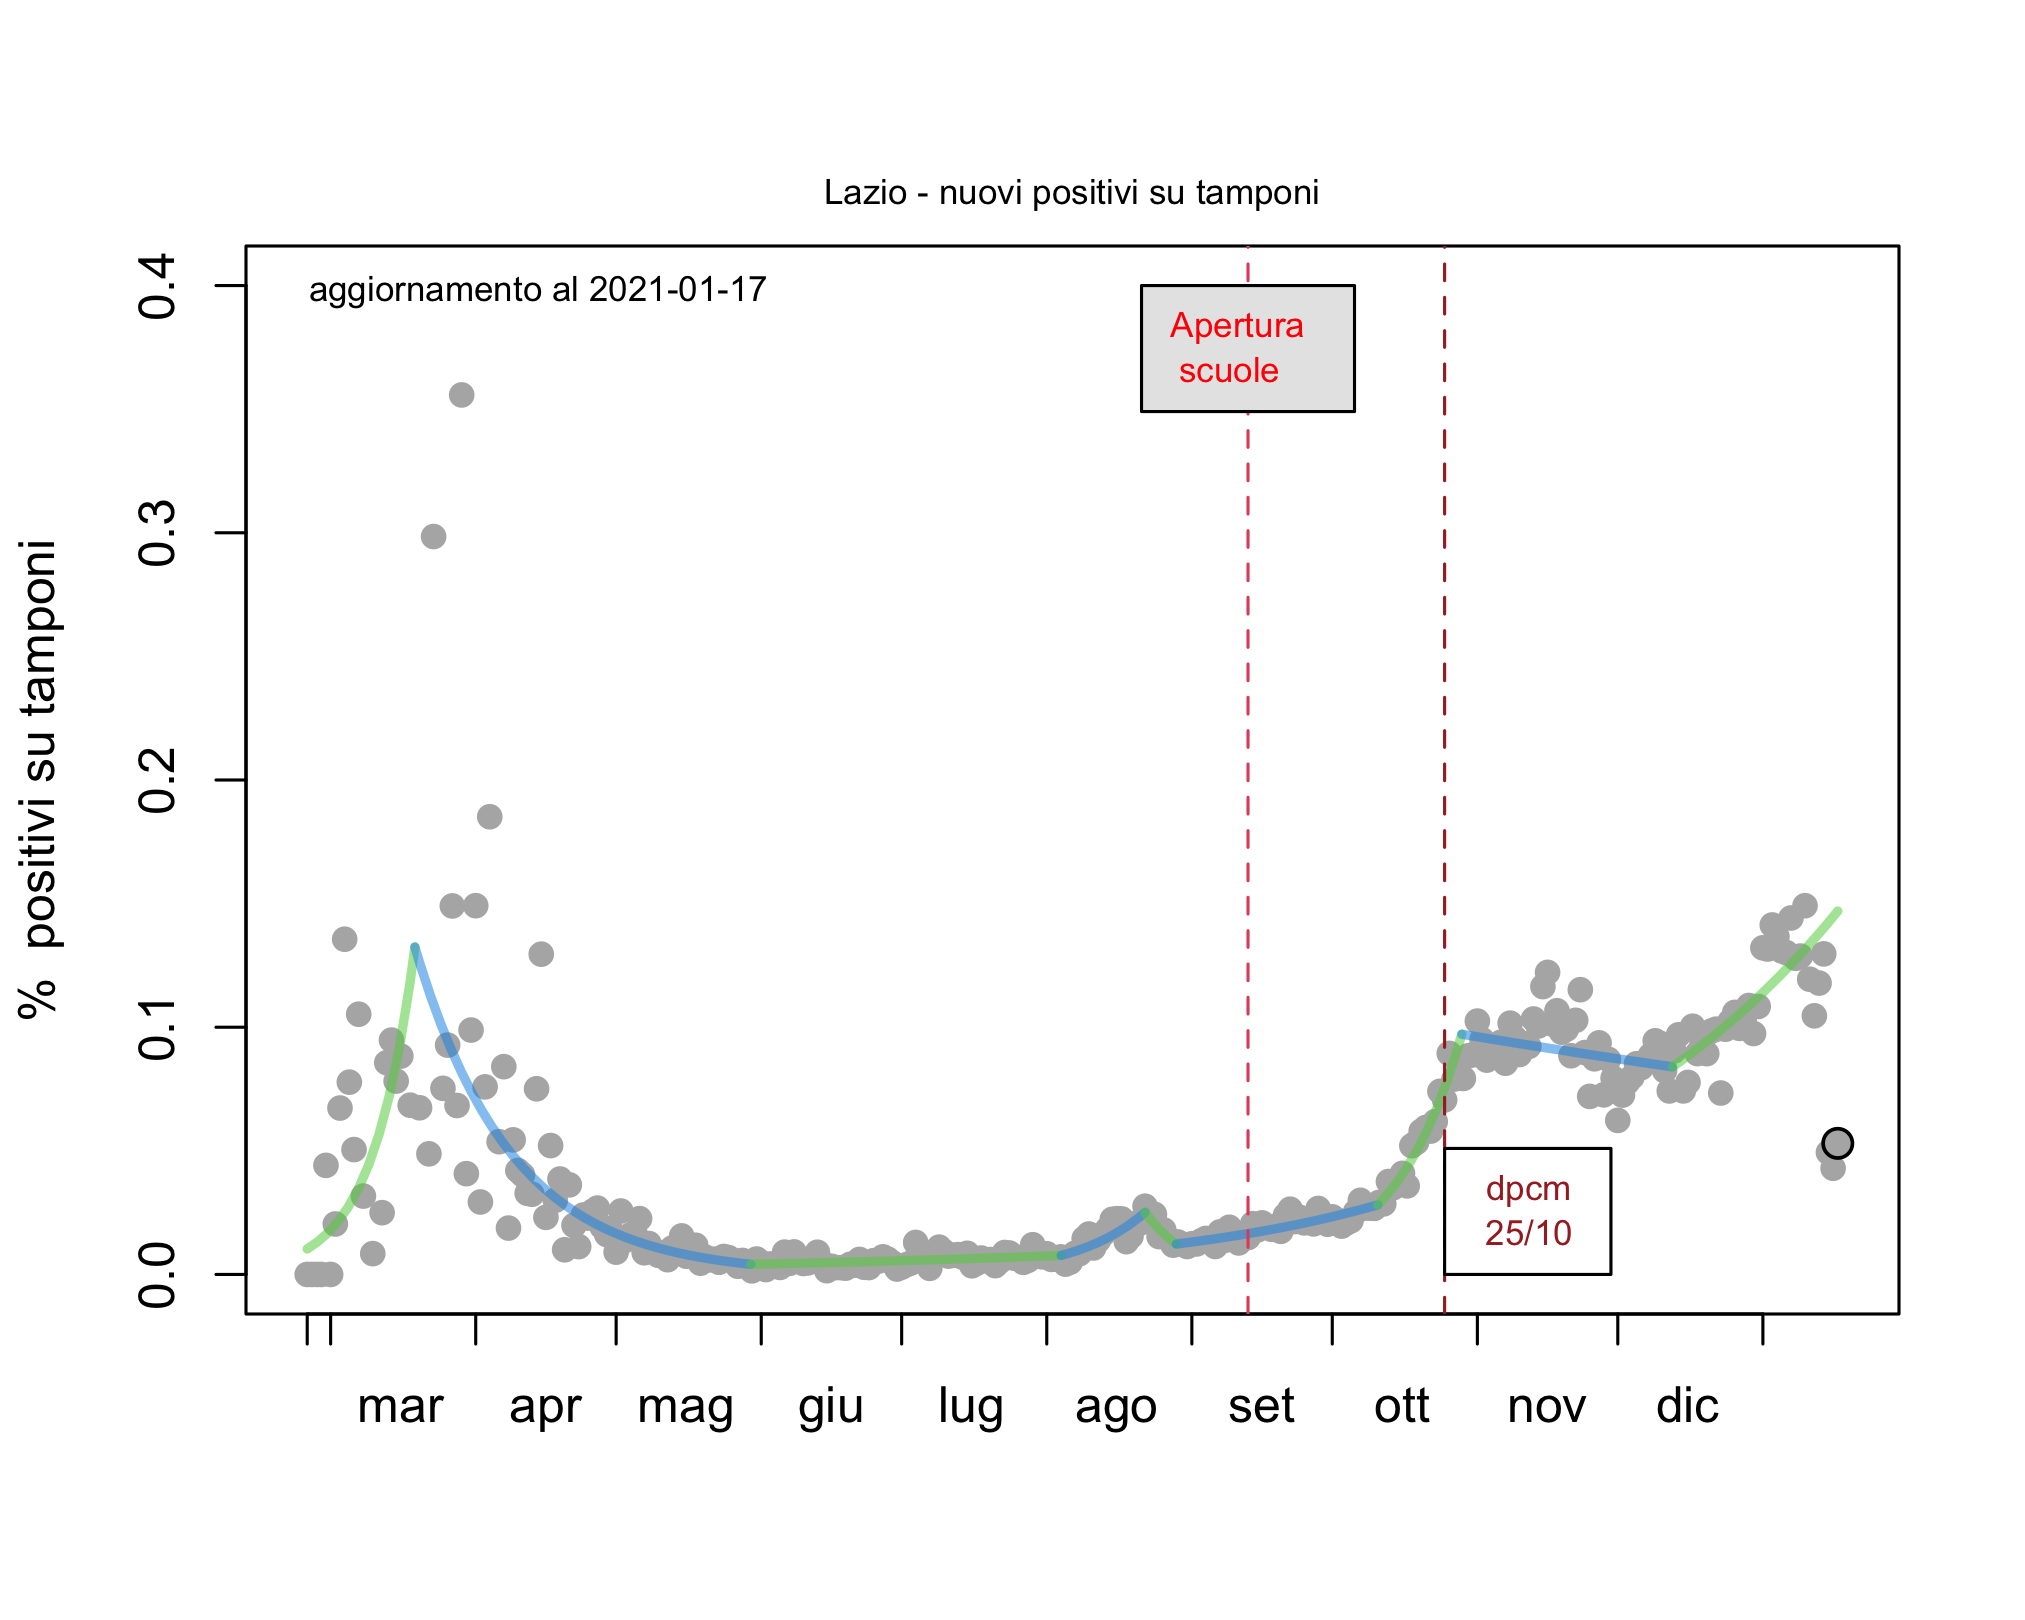 Lazio - nuovi positivi su tamponi
aggiornamento al 2021-01-17
Apertura
scuole
dpcm
25/10
% positivi su tamponi
0.4
0.3
0.2
0.1
0.0
mar apr mag giu lug ago set ott nov dic